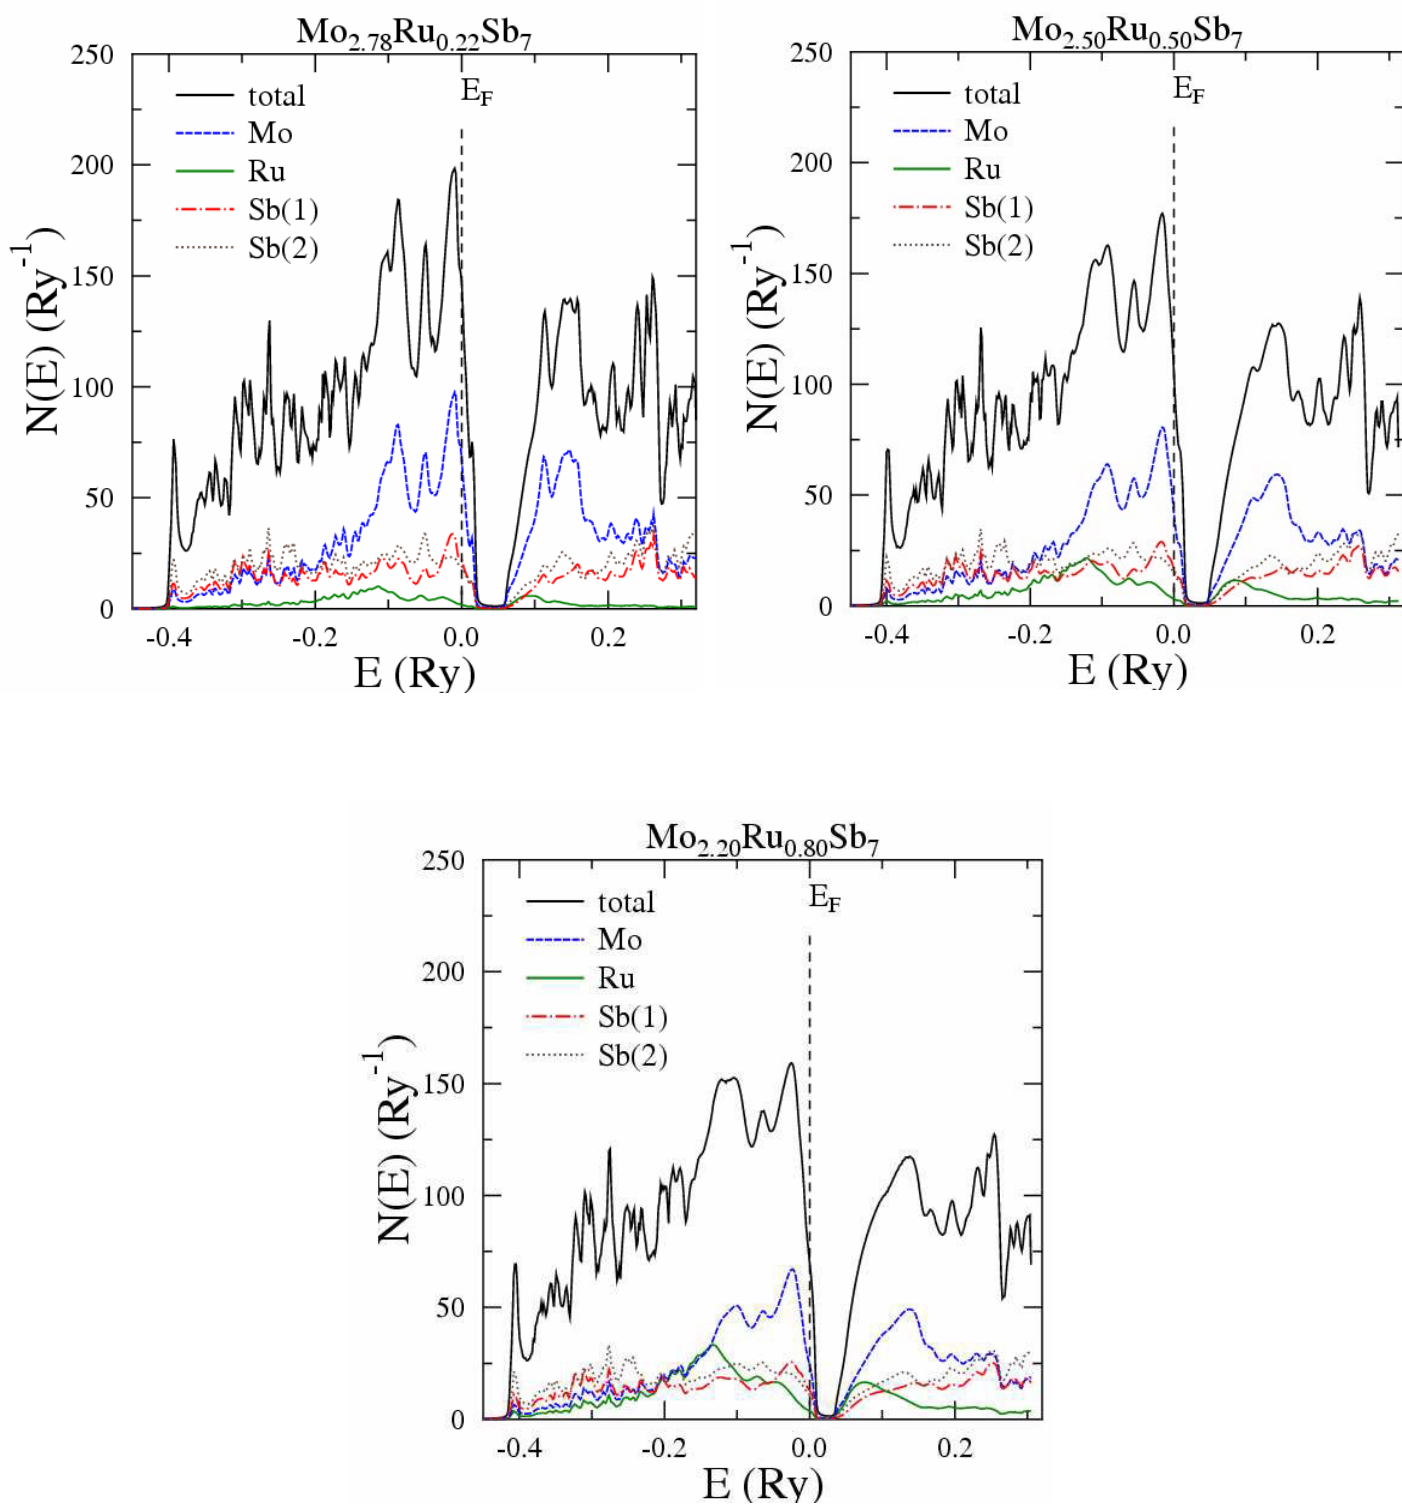 Mo2.78Ru0.22Sb7
250
200
150
100
50
0
N(E) (Ry-1)
total
Mo
Ru
Sb(1)
Sb(2)
EF
-0.4 -0.2 0.0 0.2
E (Ry)
Mo2.50Ru0.50Sb7
250
200
150
100
50
0
N(E) (Ry-1)
total
Mo
Ru
Sb(1)
Sb(2)
EF
-0.4 -0.2 0.0 0.2
E (Ry)
Mo2.20Ru0.80Sb7
250
200
150
100
50
0
N(E) (Ry-1)
total
Mo
Ru
Sb(1)
Sb(2)
EF
-0.4 -0.2 0.0 0.2
E (Ry)